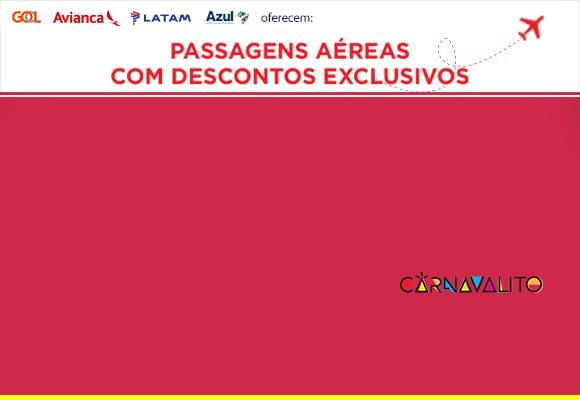 GOL Avianca LATAM Azul oferecem:
PASSAGENS AÉREAS
COM DESCONTOS EXCLUSIVOS
CARNAVALITO